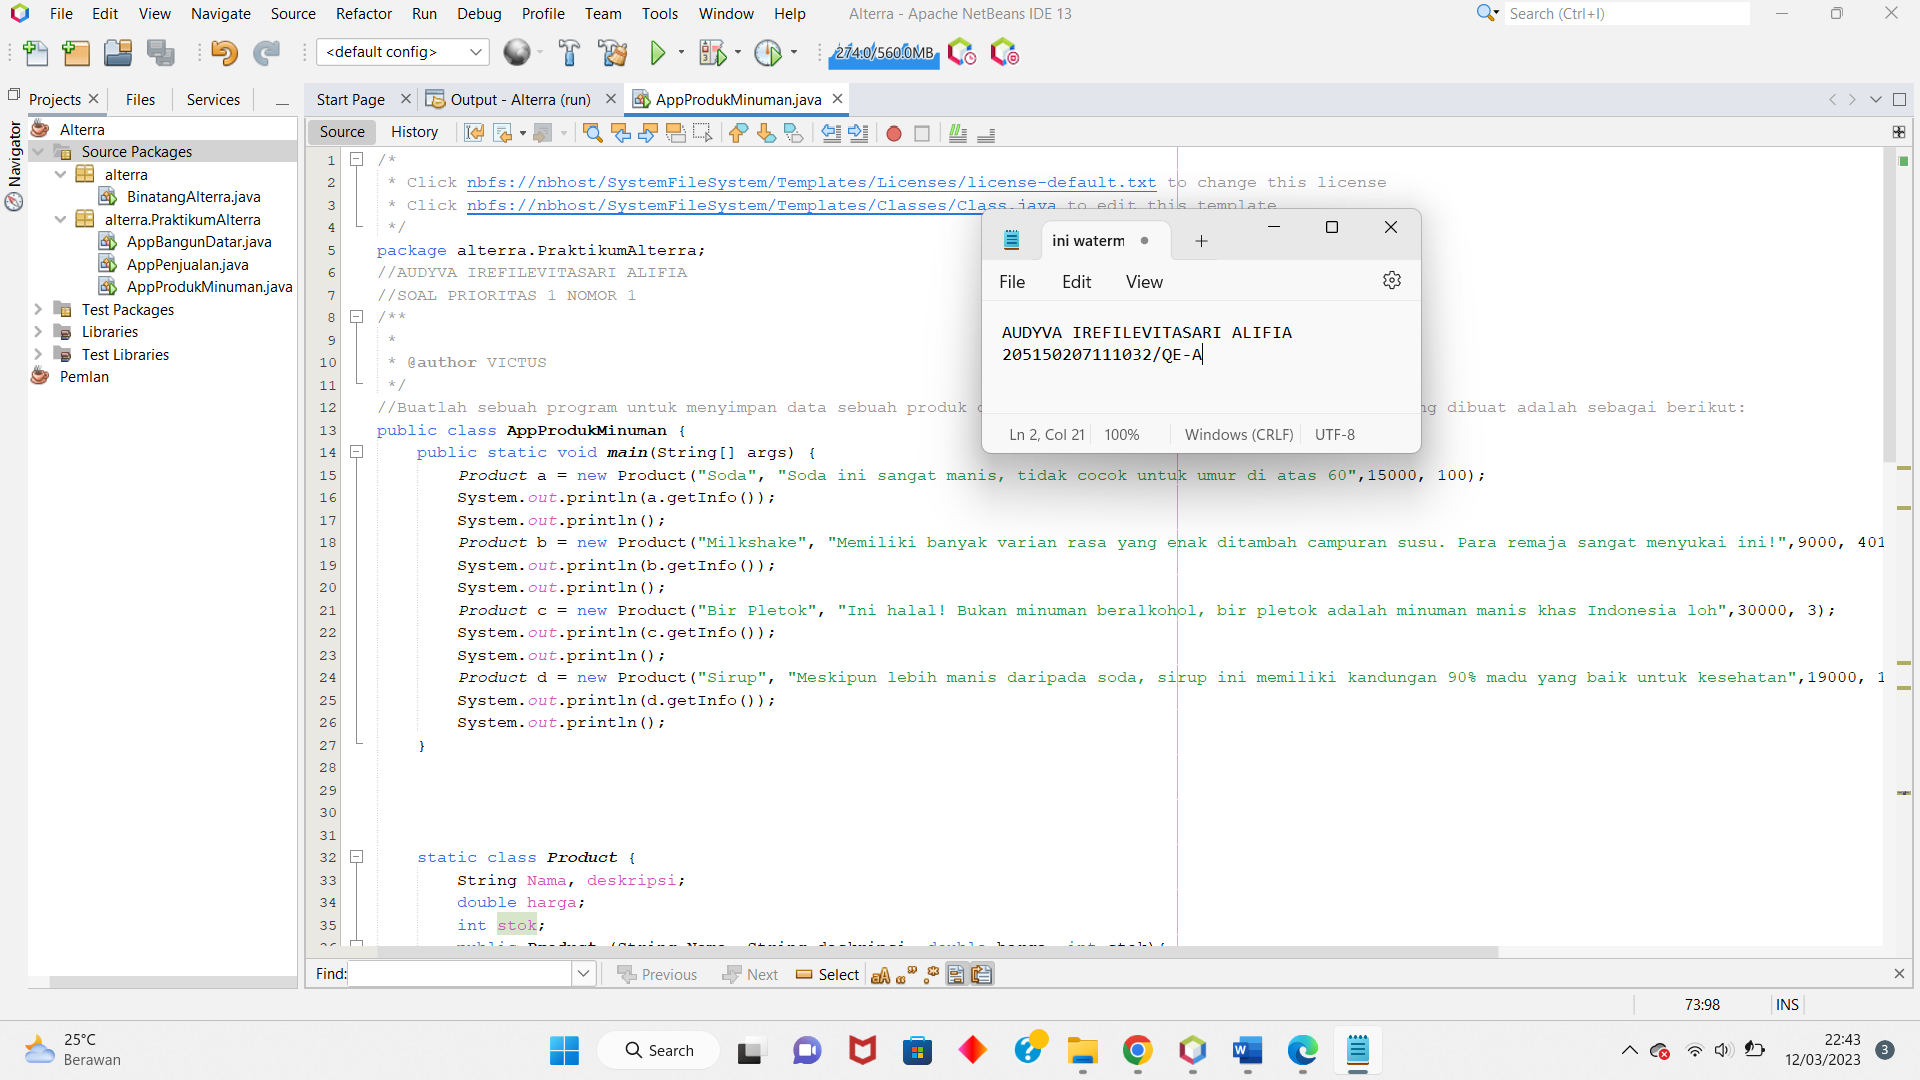 File Edit View Navigate Source Refactor Run Debug Profile Team Tools Window Help Alterra - Apache NetBeans IDE 13 Search (Ctrl+I)
<default config> 274.0/560.0MB
Projects Files Services Start Page Output - Alterra (run) AppProdukMinuman.java
Navigator
Source History
Alterra
Source Packages
alterra
BinatangAlterra.java
alterra.PraktikumAlterra
AppBangunDatar.java
AppPenjualan.java
AppProdukMinuman.java
Test Packages
Libraries
Test Libraries
Pemlan
1 /*
2 * Click nbfs://nbhost/SystemFileSystem/Templates/Licenses/license-default.txt to change this license
3 * Click nbfs://nbhost/SystemFileSystem/Templates/Classes/Class.java to edit this template
4 */
5 package alterra.PraktikumAlterra;
6 //AUDYVA IREFILEVITASARI ALIFIA
7 //SOAL PRIORITAS 1 NOMOR 1
8 /**
9 *
10 * @author VICTUS
11 */
12 //Buatlah sebuah program untuk menyimpan data sebuah produk dibuat adalah sebagai berikut:
13 public class AppProdukMinuman {
14 public static void main(String[] args) {
15 Product a = new Product("Soda", "Soda ini sangat manis, tidak cocok untuk umur di atas 60",15000, 100);
16 System.out.println(a.getInfo());
17 System.out.println();
18 Product b = new Product("Milkshake", "Memiliki banyak varian rasa yang enak ditambah campuran susu. Para remaja sangat menyukai ini!",9000, 401
19 System.out.println(b.getInfo());
20 System.out.println();
21 Product c = new Product("Bir Pletok", "Ini halal! Bukan minuman beralkohol, bir pletok adalah minuman manis khas Indonesia loh",30000, 3);
22 System.out.println(c.getInfo());
23 System.out.println();
24 Product d = new Product("Sirup", "Meskipun lebih manis daripada soda, sirup ini memiliki kandungan 90% madu yang baik untuk kesehatan",19000, 1
25 System.out.println(d.getInfo());
26 System.out.println();
27 }
28
29
30
31
32 static class Product {
33 String Nama, deskripsi;
34 double harga;
35 int stok;
36 public Product (String Nama, String deskripsi, double harga, int stok){
ini waterm
File Edit View
AUDYVA IREFILEVITASARI ALIFIA
205150207111032/QE-A
Ln 2, Col 21 100% Windows (CRLF) UTF-8
Find: Previous Next Select
73:98 INS
25°C
Berawan
Search
22:43
12/03/2023
3